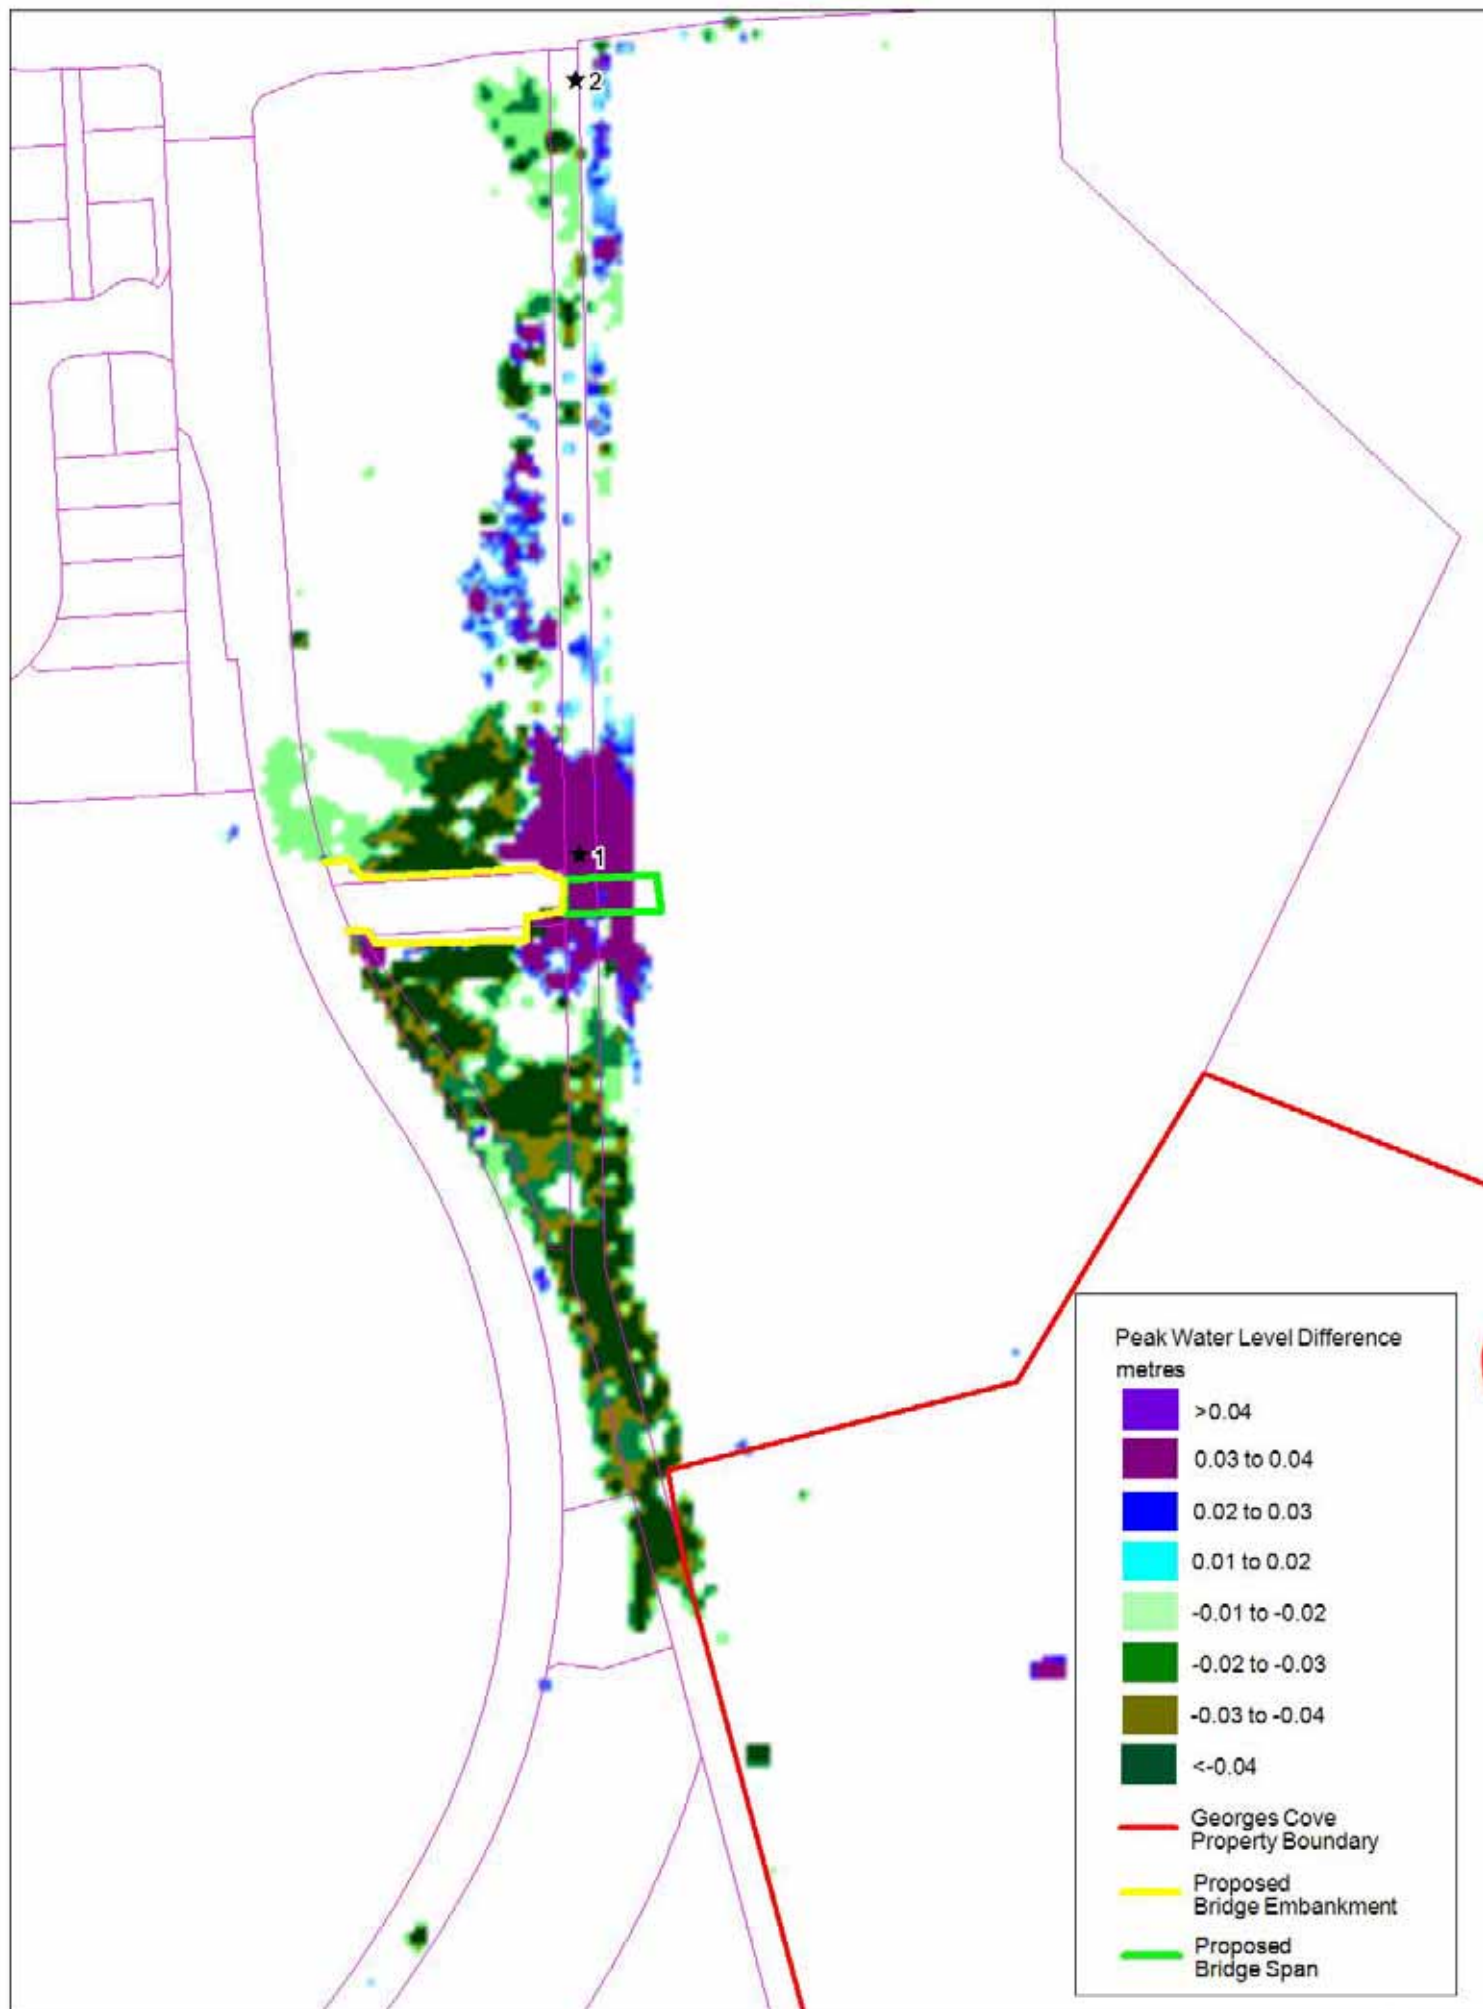 2
1
Peak Water Level Difference
metres
>0.04
0.03 to 0.04
0.02 to 0.03
0.01 to 0.02
-0.01 to -0.02
-0.02 to -0.03
-0.03 to -0.04
<-0.04
Georges Cove
Property Boundary
Proposed
Bridge Embankment
Proposed
Bridge Span